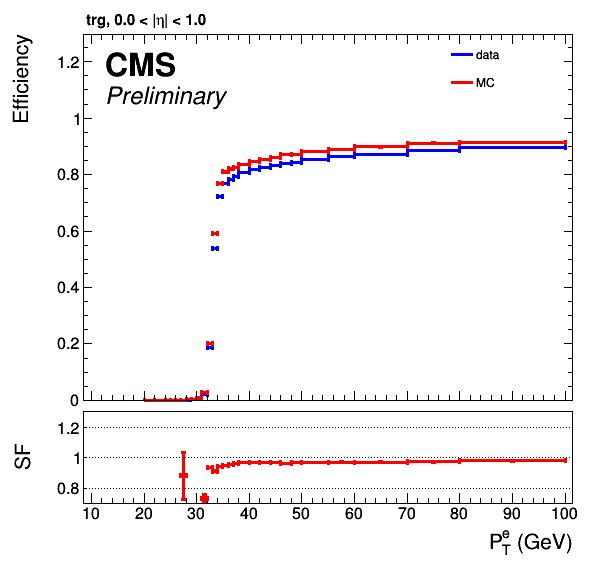 trg, 0.0 < |η| < 1.0
CMS
Preliminary
data
MC
Efficiency
1.2
1
0.8
0.6
0.4
0.2
0
SF
1.2
1
0.8
10 20 30 40 50 60 70 80 90 100
P_T^e (GeV)